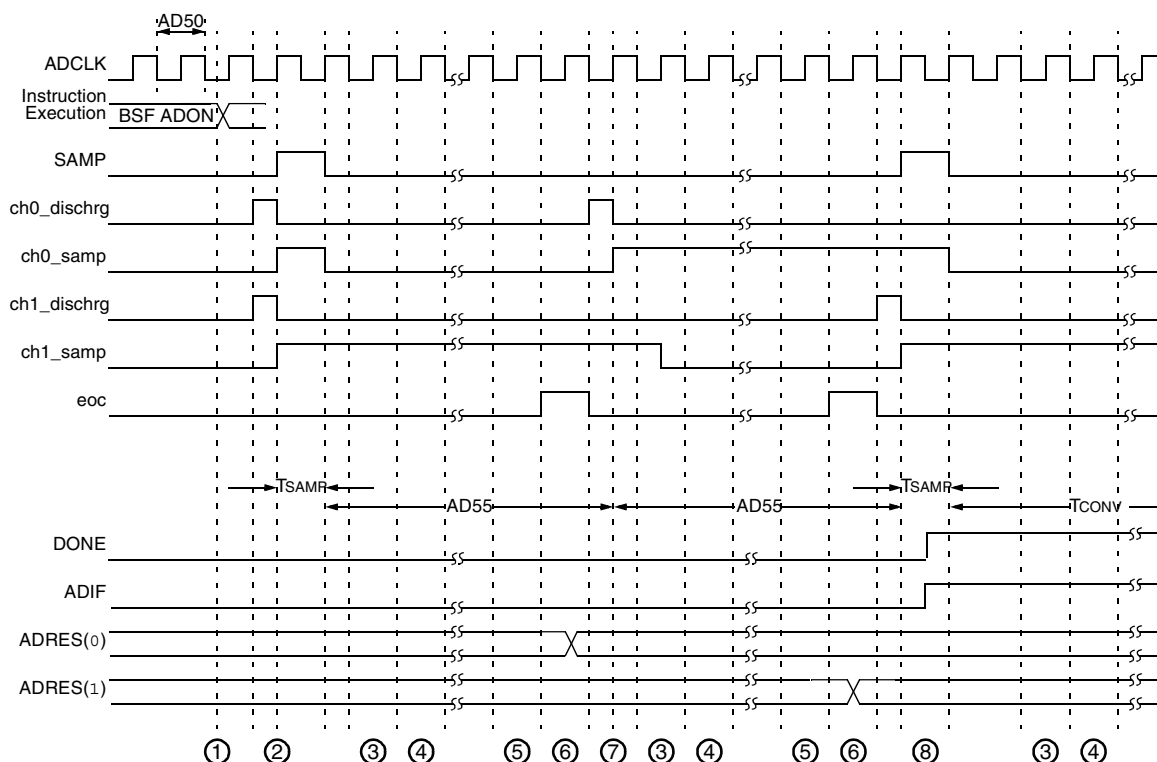 AD50
ADCLK
Instruction
Execution
BSF ADON
SAMP
ch0_dischrg
ch0_samp
ch1_dischrg
ch1_samp
eoc
TSAMP TSAMP
AD55 AD55 TCONV
DONE
ADIF
ADRES(0)
ADRES(1)
1 2 3 4 5 6 7 3 4 5 6 8 3 4